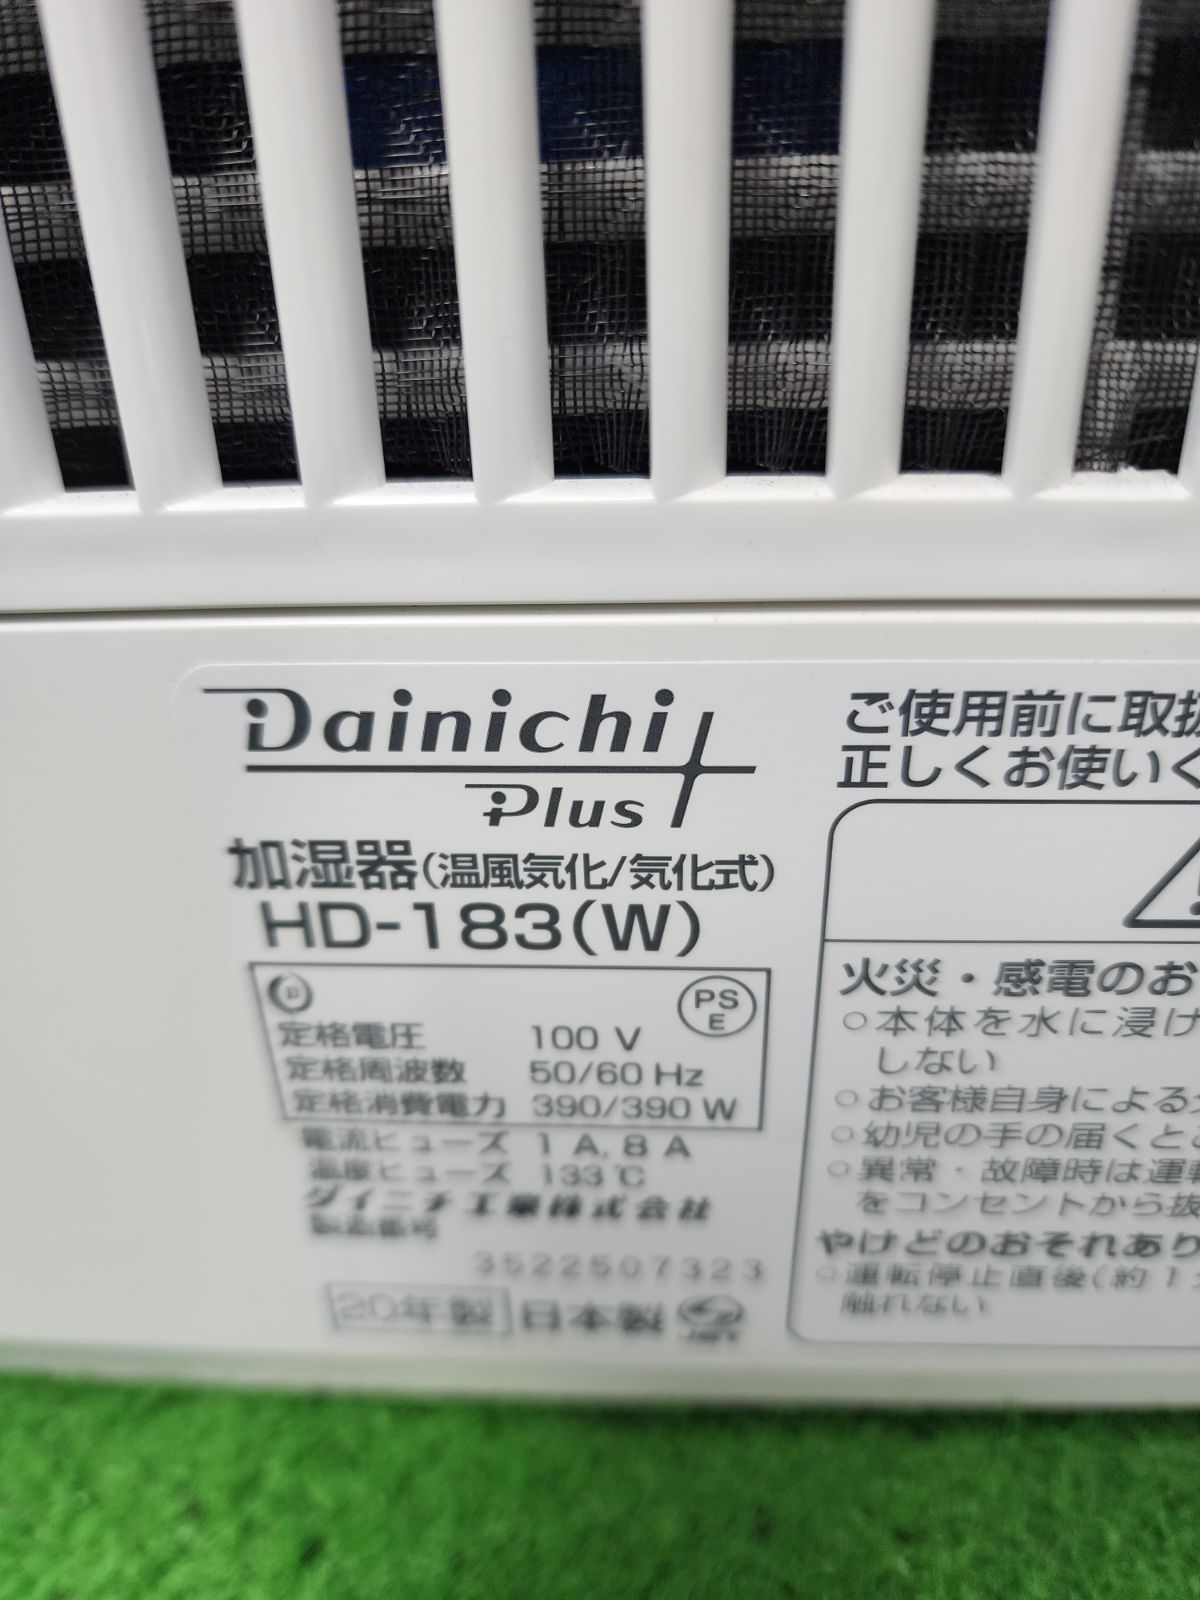 Dainichi
Plus
加湿器(温風気化/気化式)
HD-183(W)
PS
E
定格電圧 100 V
定格周波数 50/60 Hz
定格消費電力 390/390 W
電流ヒューズ 1 A, 8 A
温度ヒューズ 133℃
ダイニチ工業株式会社
製造番号
3522507323
20年製 日本製
ご使用前に取扱
正しくお使いく
火災・感電のお
○本体を水に浸け
しない
○お客様自身による
○幼児の手の届くとこ
○異常・故障時は運転
をコンセントから抜
やけどのおそれあり
○運転停止直後(約1
触れない